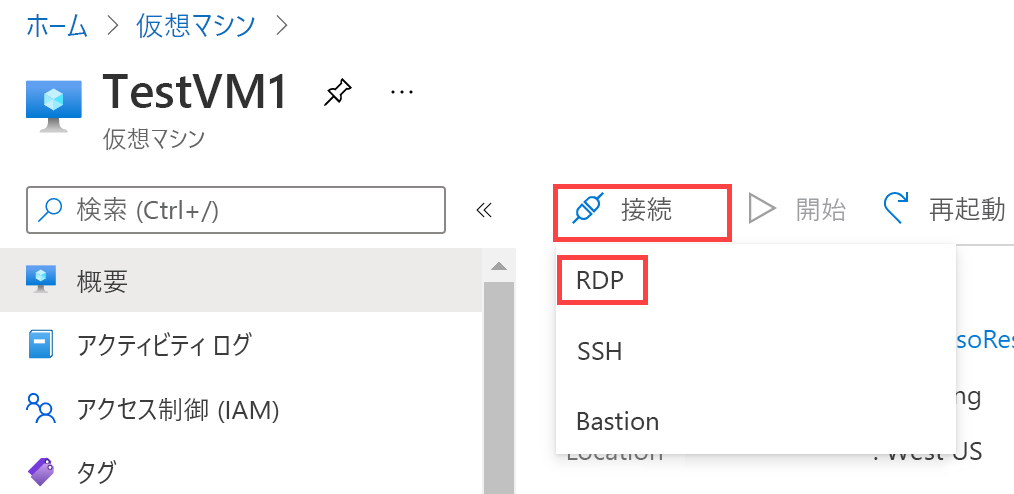 ホーム > 仮想マシン >
TestVM1 ...
仮想マシン
検索 (Ctrl+/) «
接続 開始 再起動
概要
RDP
アクティビティ ログ
SSH
soRes
アクセス制御 (IAM)
ng
Bastion
Location : West US
タグ